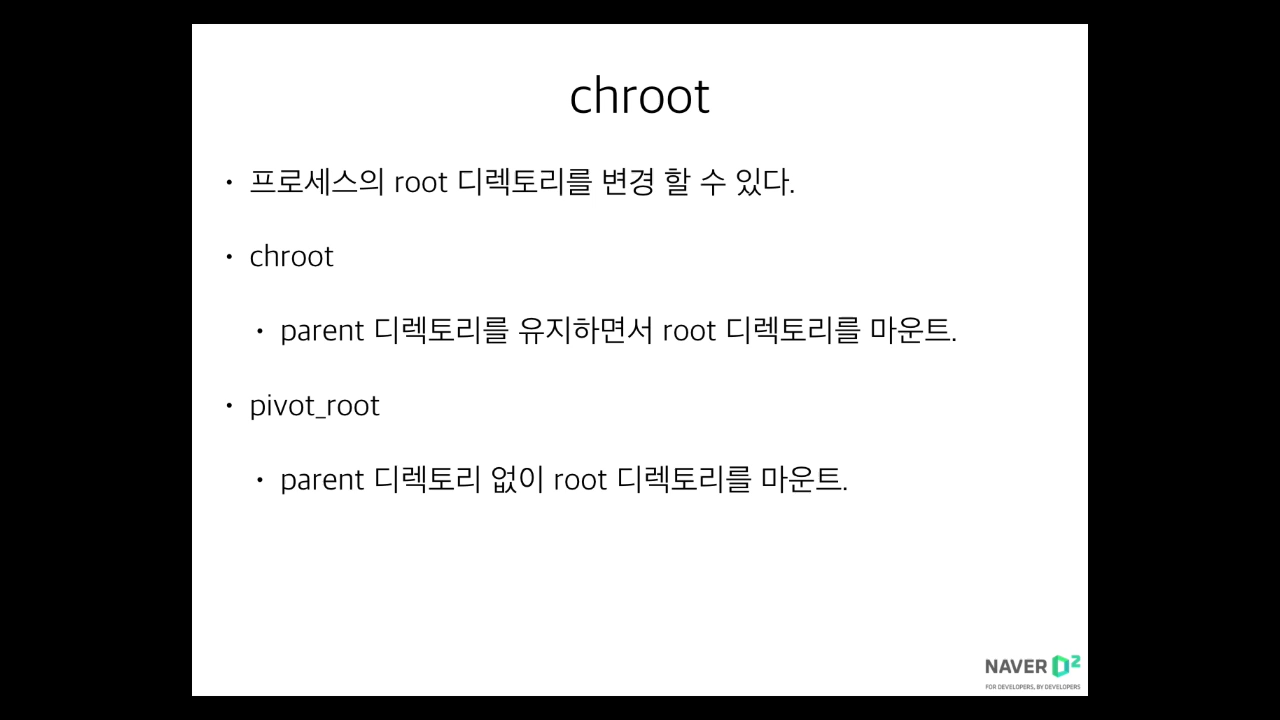 chroot
• 프로세스의 root 디렉토리를 변경 할 수 있다.
• chroot
• parent 디렉토리를 유지하면서 root 디렉토리를 마운트.
• pivot_root
• parent 디렉토리 없이 root 디렉토리를 마운트.
NAVER D2
FOR DEVELOPERS, BY DEVELOPERS